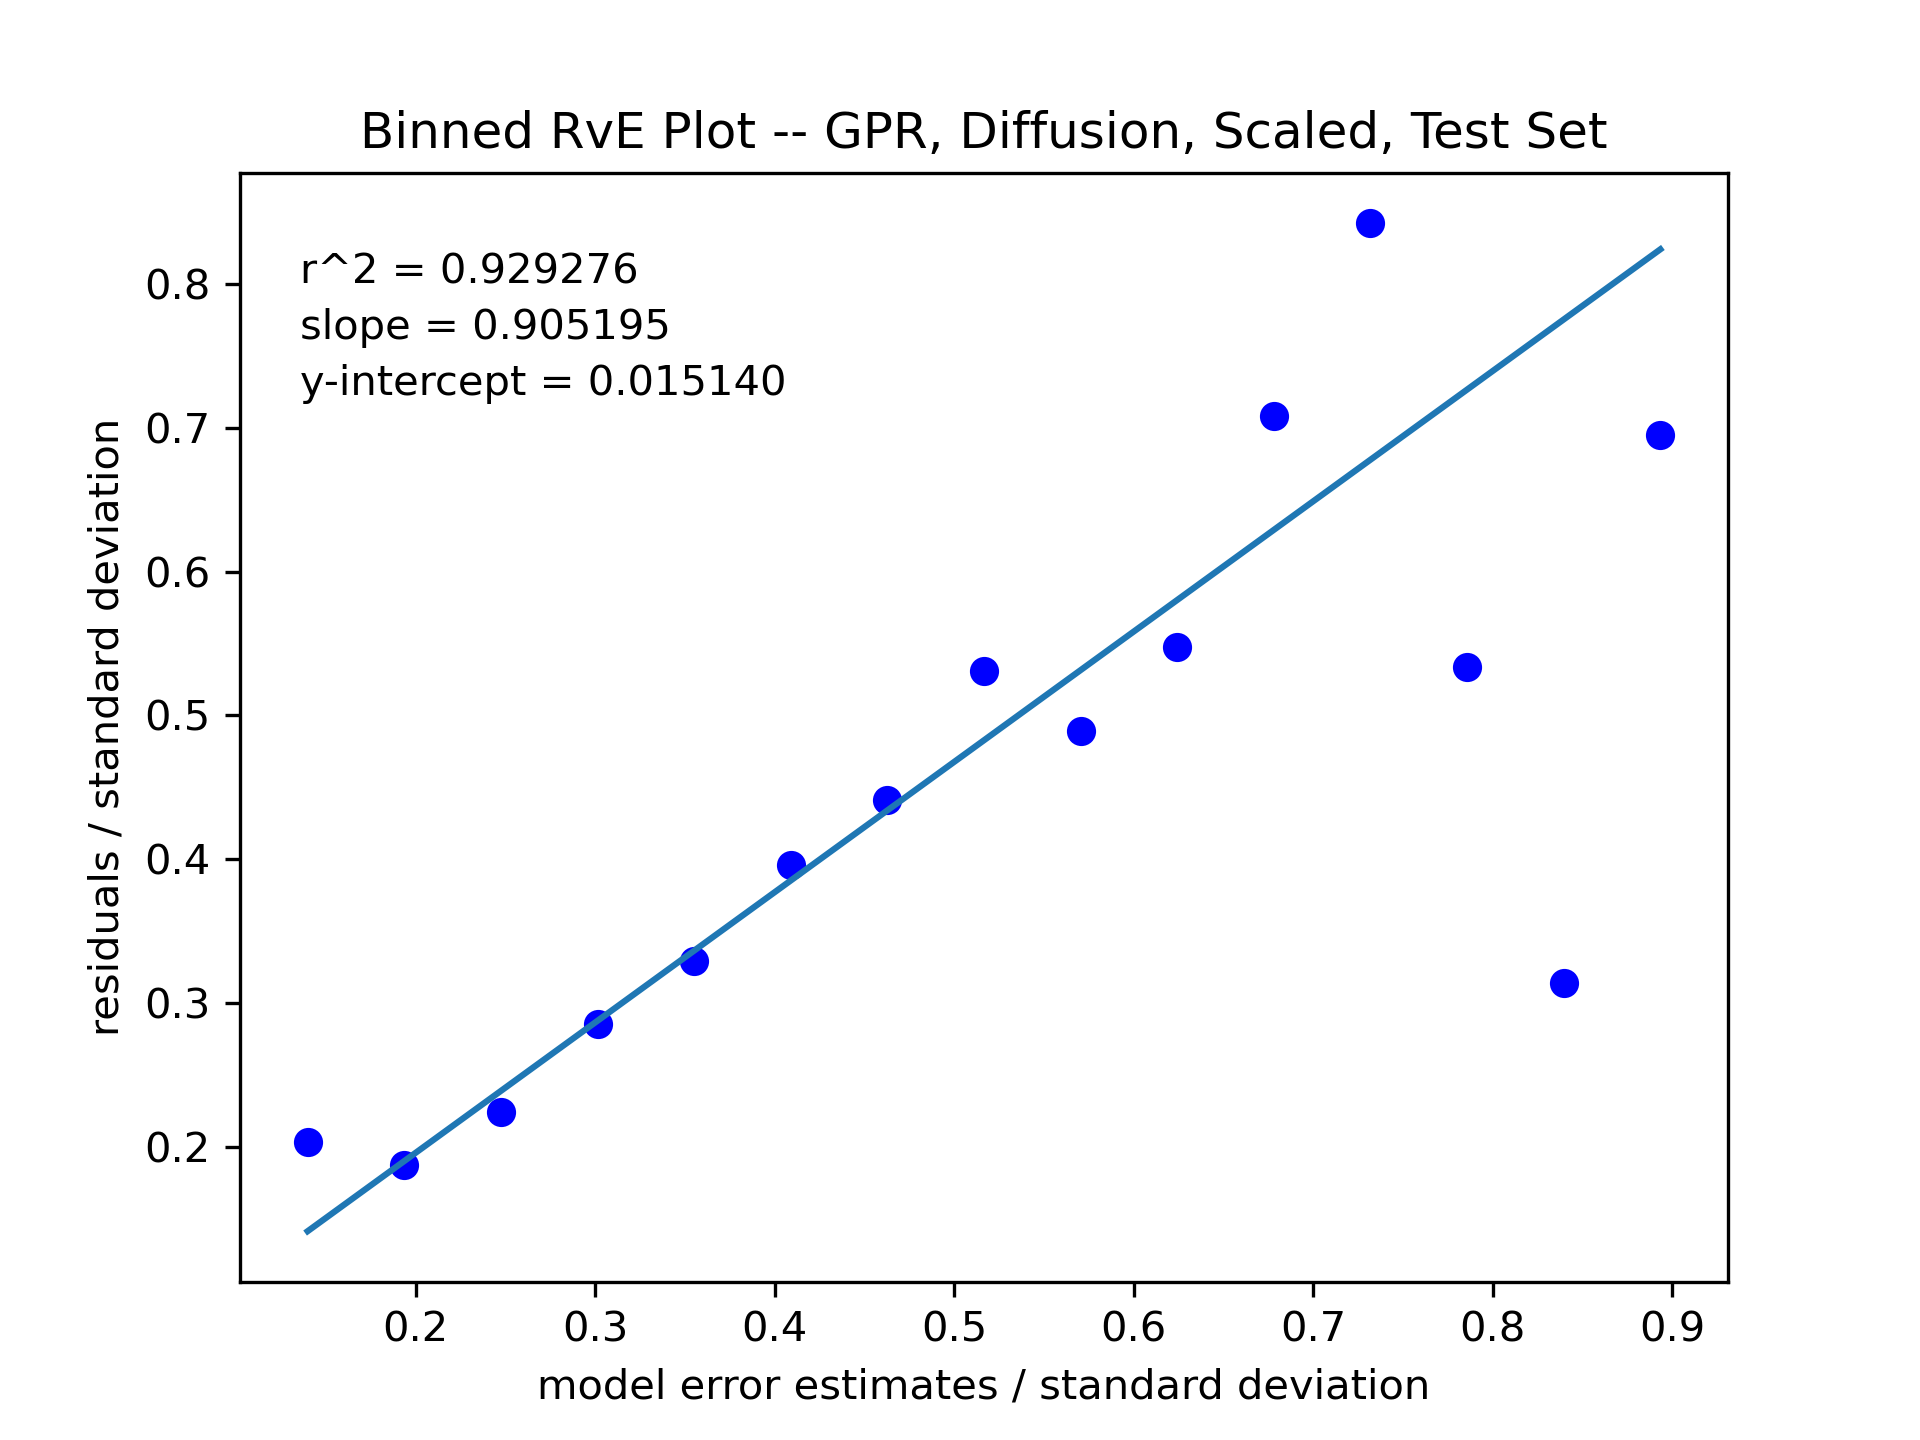 Binned RvE Plot -- GPR, Diffusion, Scaled, Test Set
r^2 = 0.929276
slope = 0.905195
y-intercept = 0.015140
residuals / standard deviation
0.8
0.7
0.6
0.5
0.4
0.3
0.2
0.2 0.3 0.4 0.5 0.6 0.7 0.8 0.9
model error estimates / standard deviation